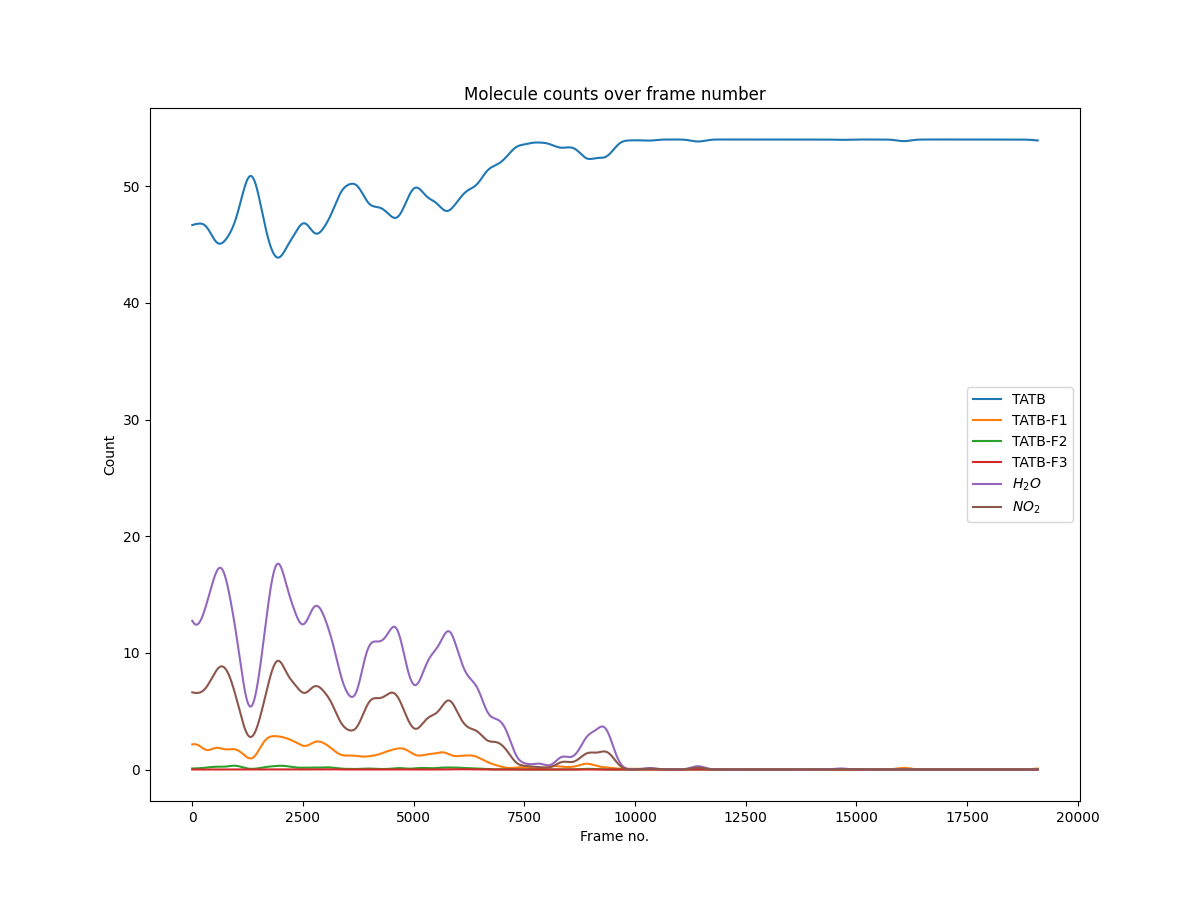 Molecule counts over frame number
50
40
30
20
10
0
Count
TATB
TATB-F1
TATB-F2
TATB-F3
H₂O
NO₂
0 2500 5000 7500 10000 12500 15000 17500 20000
Frame no.